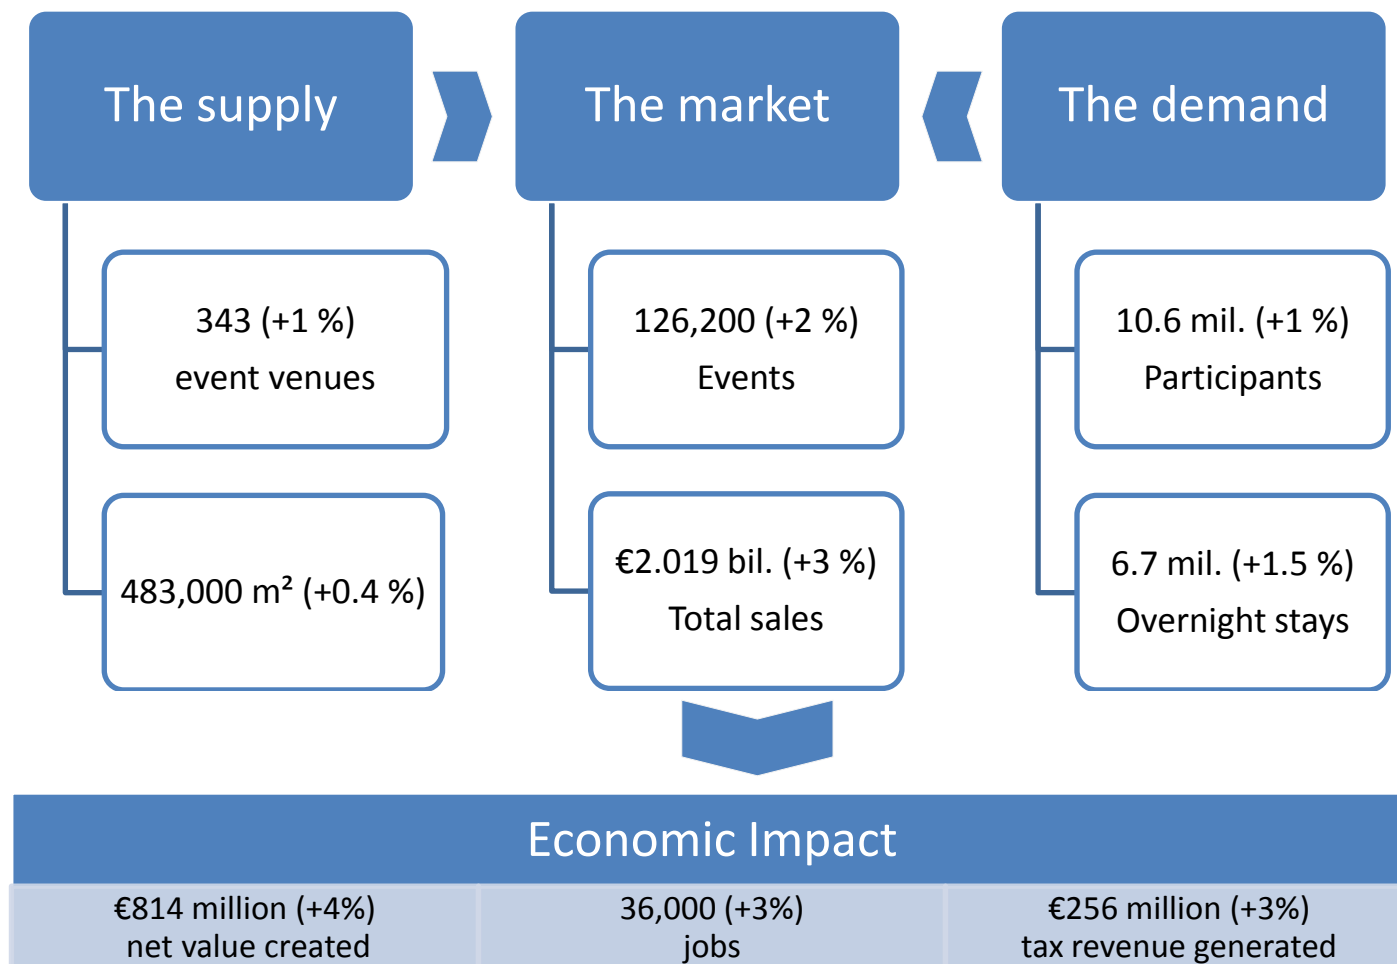 The supply
The market
The demand
343 (+1 %)
event venues
126,200 (+2 %)
Events
10.6 mil. (+1 %)
Participants
483,000 m² (+0.4 %)
€2.019 bil. (+3 %)
Total sales
6.7 mil. (+1.5 %)
Overnight stays
Economic Impact
€814 million (+4%)
net value created
36,000 (+3%)
jobs
€256 million (+3%)
tax revenue generated